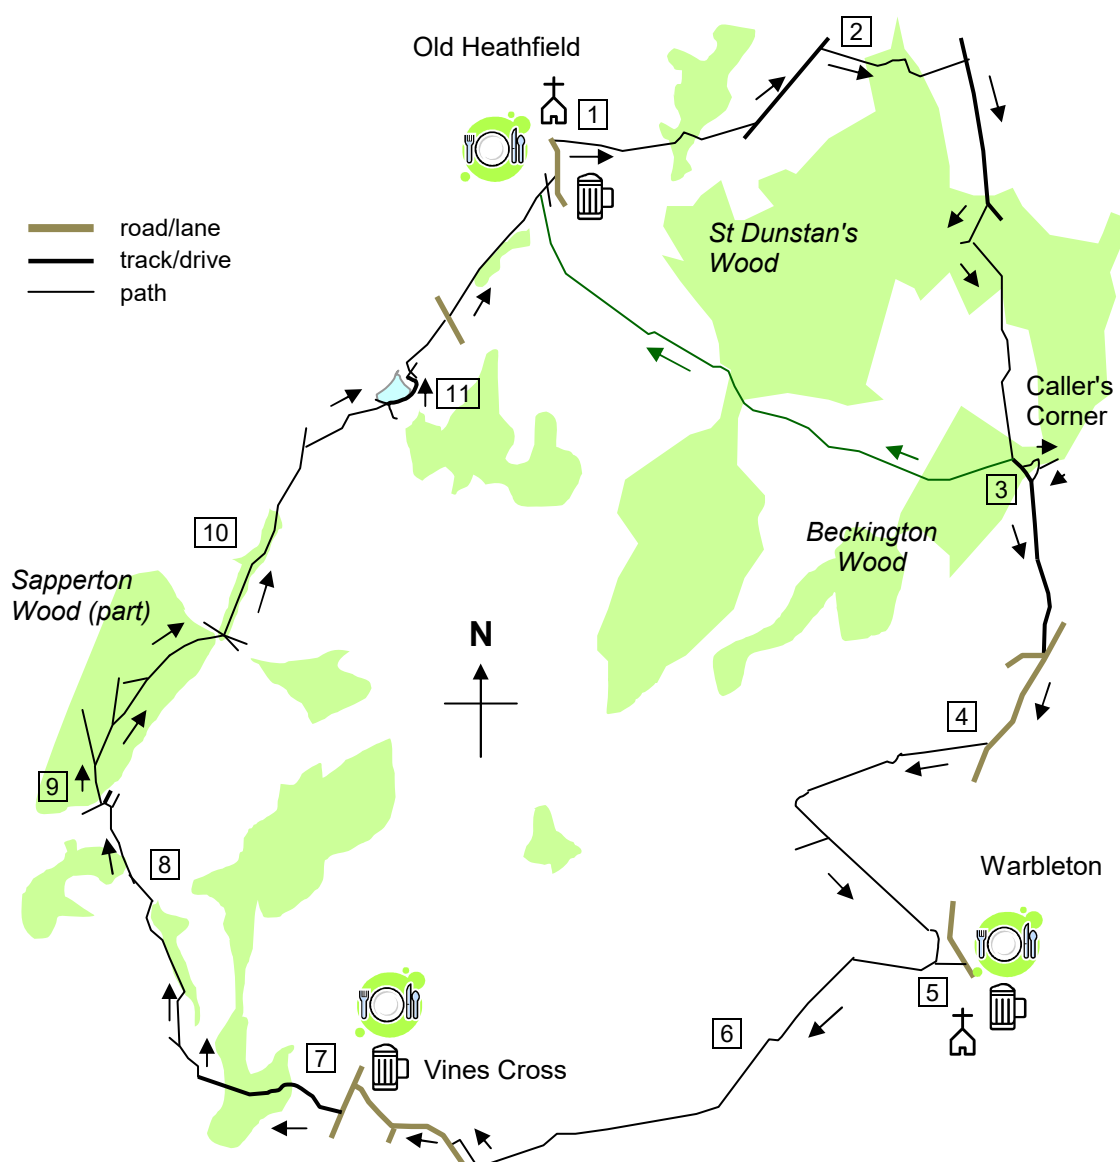 Old Heathfield
2
1
road/lane
track/drive
path
St Dunstan's
Wood
11
Caller's
Corner
3
10
Beckington
Wood
Sapperton
Wood (part)
N
4
9
8
Warbleton
5
6
7
Vines Cross